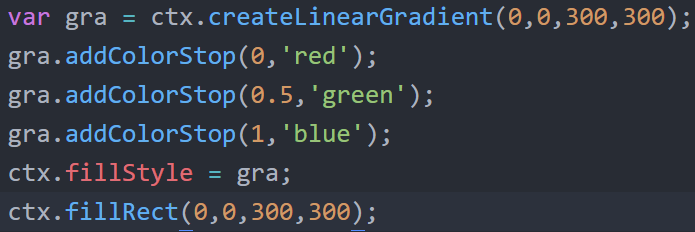 var gra = ctx.createLinearGradient(0,0,300,300);
gra.addColorStop(0,'red');
gra.addColorStop(0.5,'green');
gra.addColorStop(1,'blue');
ctx.fillStyle = gra;
ctx.fillRect(0,0,300,300);